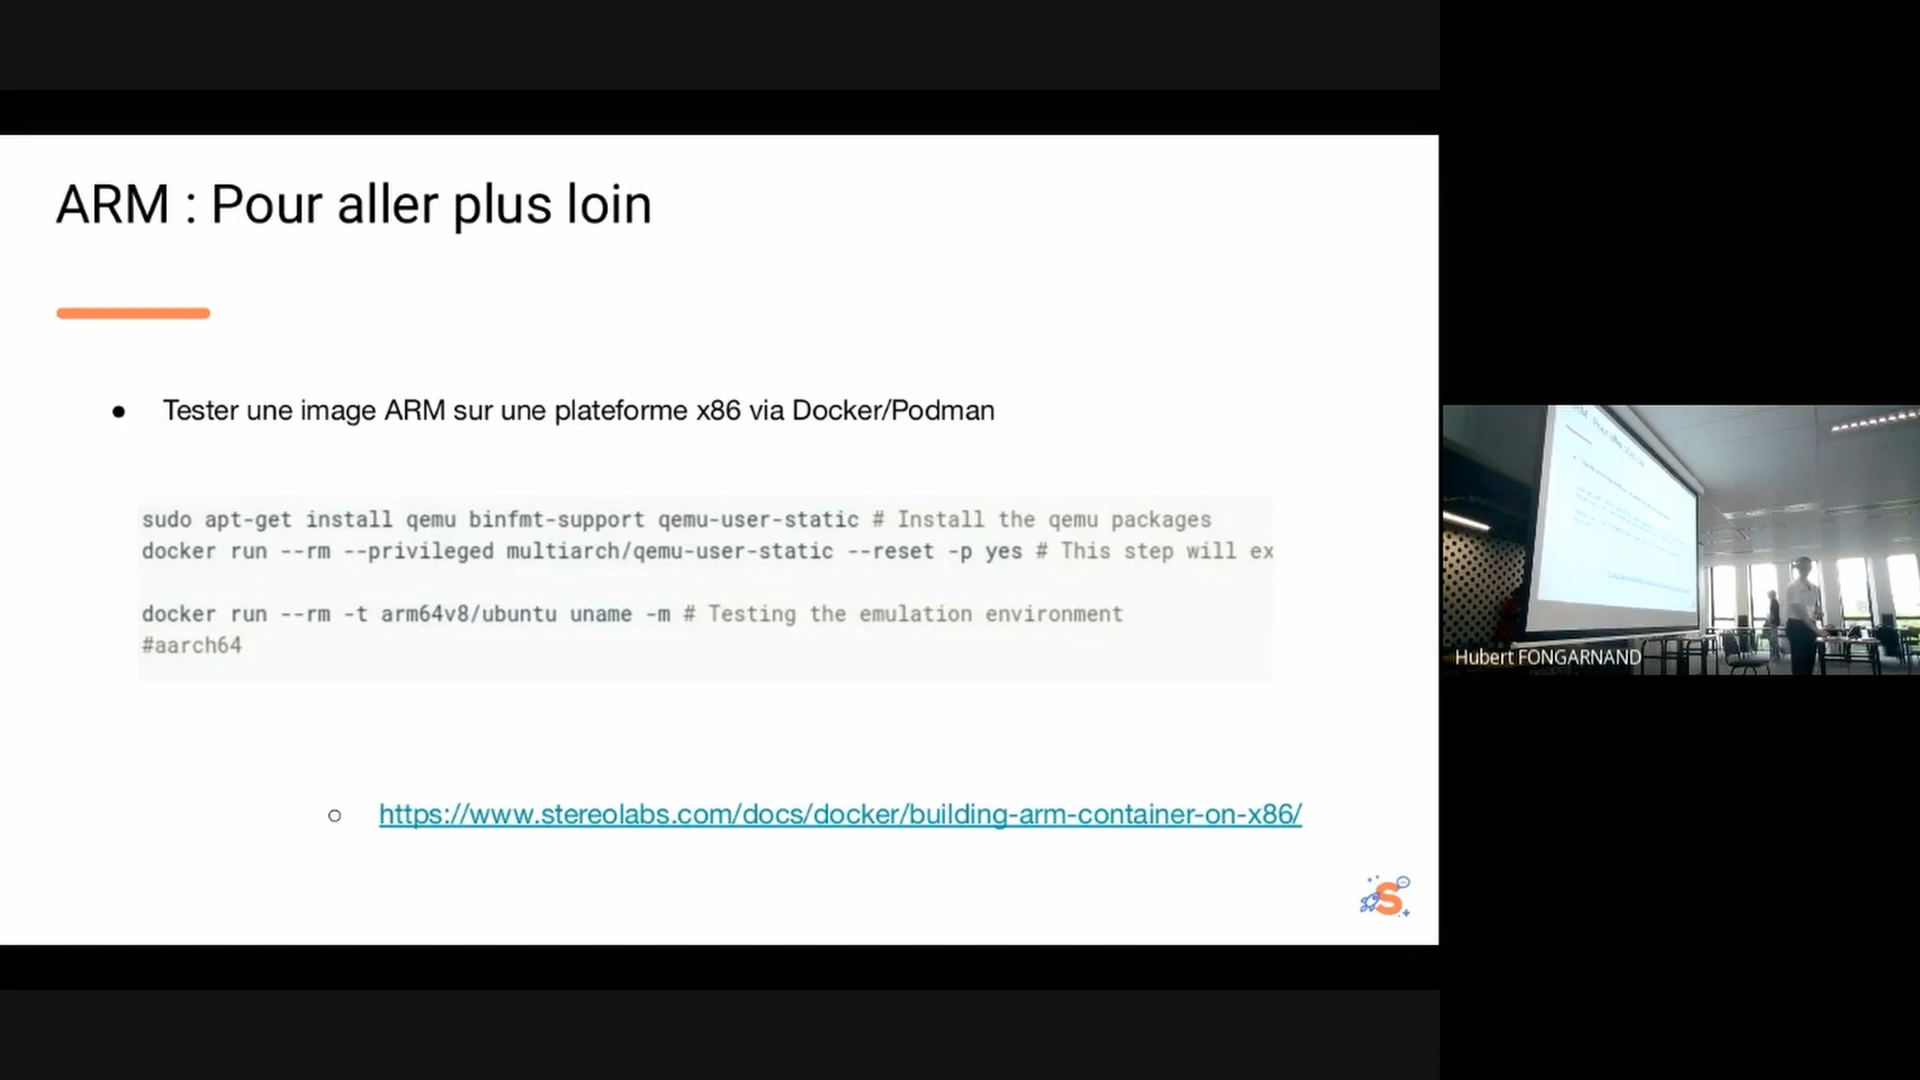 ARM : Pour aller plus loin
● Tester une image ARM sur une plateforme x86 via Docker/Podman
sudo apt-get install qemu binfmt-support qemu-user-static # Install the qemu packages
docker run --rm --privileged multiarch/qemu-user-static --reset -p yes # This step will ex
docker run --rm -t arm64v8/ubuntu uname -m # Testing the emulation environment
#aarch64
○ https://www.stereolabs.com/docs/docker/building-arm-container-on-x86/
S
Hubert FONGARNAND